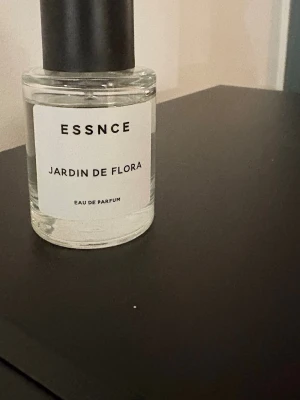 ESSNCE
JARDIN DE FLORA
EAU DE PARFUM